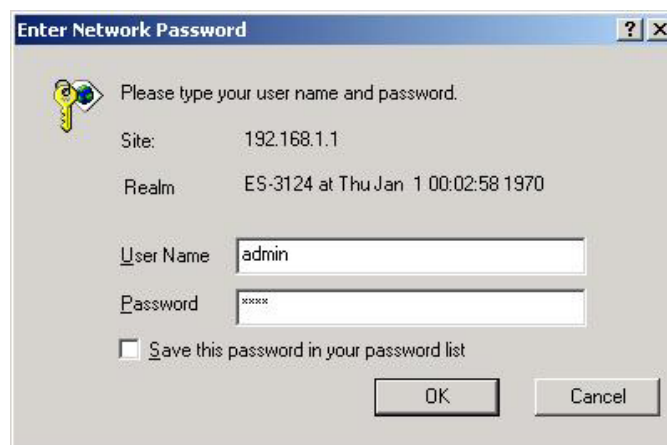 Enter Network Password
Please type your user name and password.
Site: 192.168.1.1
Realm ES-3124 at Thu Jan 1 00:02:58 1970
User Name admin
Password ****
Save this password in your password list
OK Cancel